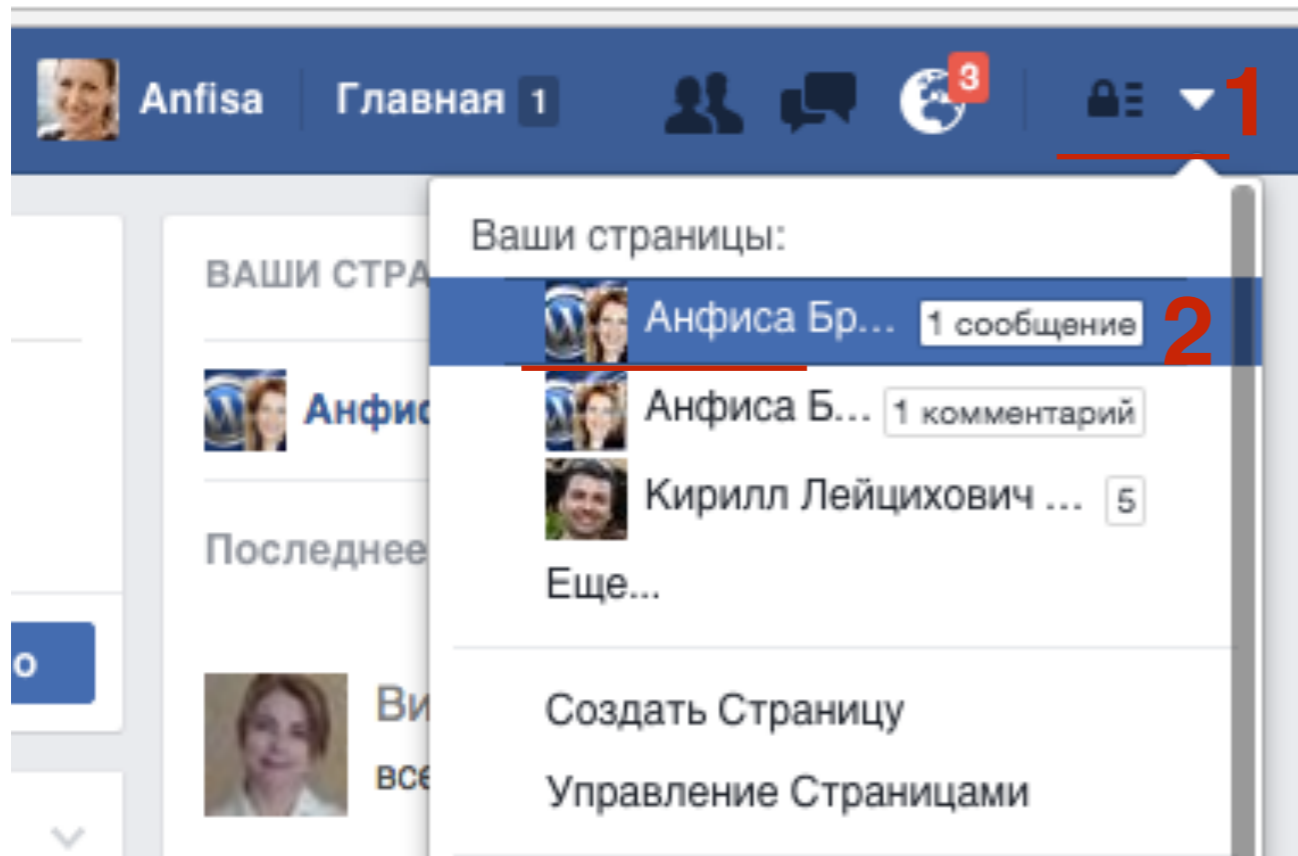 Anfisa Главная 1 3 1
Ваши страницы:
ВАШИ СТРА
Анфиса Бр... 1 сообщение 2
Анфис
Анфиса Б... 1 комментарий
Кирилл Лейцихович ... 5
Последнее
Еще...
о
Ви
Создать Страницу
все
Управление Страницами